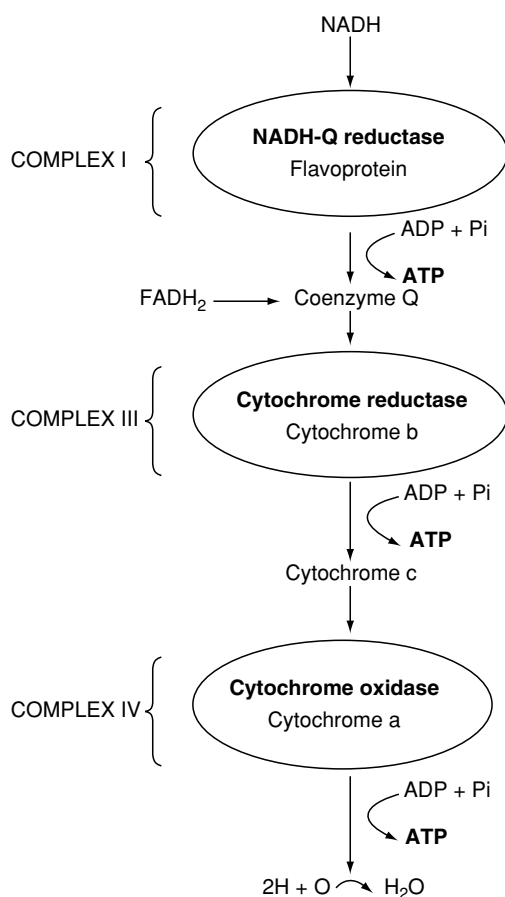 NADH
NADH-Q reductase
COMPLEX I
Flavoprotein
ADP + Pi
ATP
FADH₂
Coenzyme Q
Cytochrome reductase
COMPLEX III
Cytochrome b
ADP + Pi
ATP
Cytochrome c
Cytochrome oxidase
COMPLEX IV
Cytochrome a
ADP + Pi
ATP
2H + O H₂O